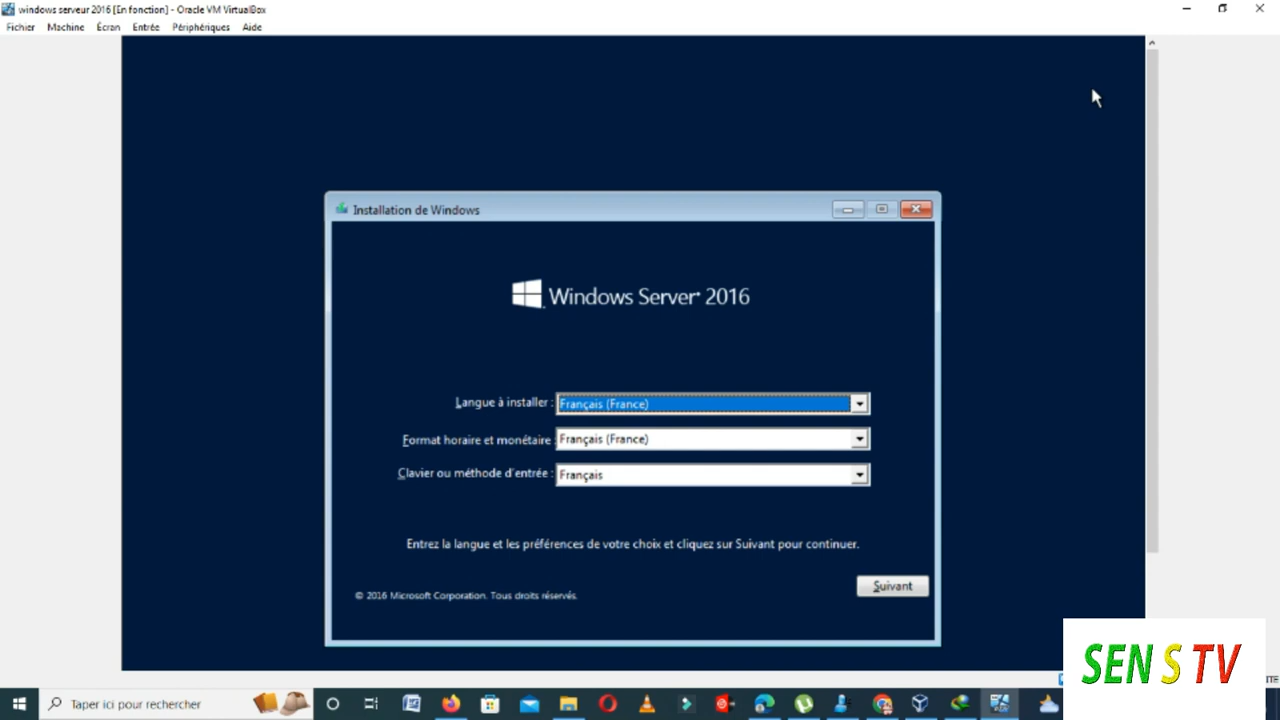 windows serveur 2016 [En fonction] - Oracle VM VirtualBox
Fichier Machine Écran Entrée Périphériques Aide
Installation de Windows
Windows Server 2016
Langue à installer : Français (France)
Format horaire et monétaire : Français (France)
Clavier ou méthode d'entrée : Français
Entrez la langue et les préférences de votre choix et cliquez sur Suivant pour continuer.
Suivant
© 2016 Microsoft Corporation. Tous droits réservés.
SEN S TV
Taper ici pour rechercher